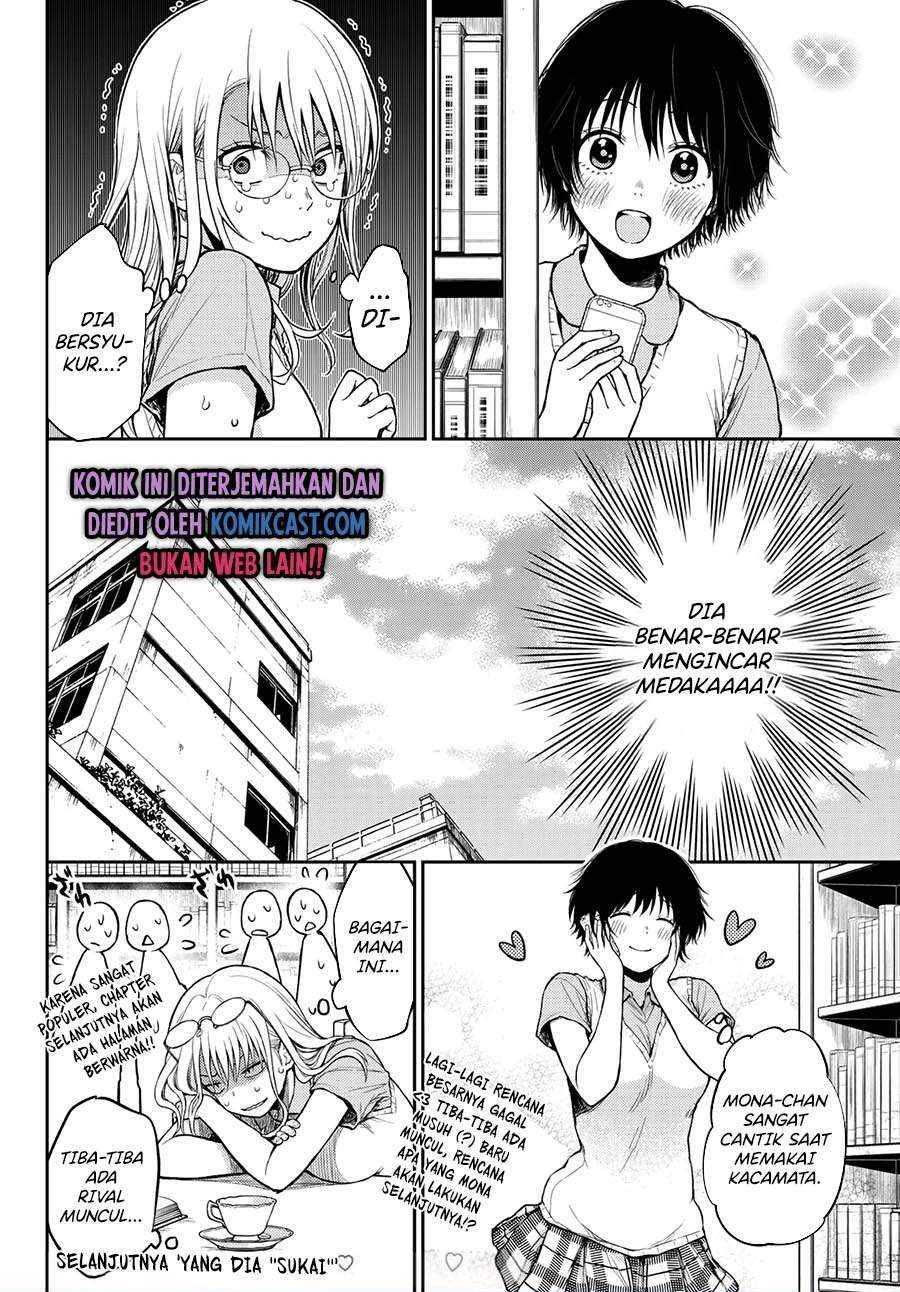 ...
DI-
DIA
BERSYU-
KUR...?
KOMIK INI DITERJEMAHKAN DAN
DIEDIT OLEH KOMIKCAST.COM
BUKAN WEB LAIN!!
DIA
BENAR-BENAR
MENGINCAR
MEDAKAAAA!!
MONA-CHAN
SANGAT
CANTIK SAAT
MEMAKAI
KACAMATA.
LAGI-LAGI RENCANA
BESARNYA GAGAL
<3 TIBA-TIBA ADA
MUSUH (?) BARU
MUNCUL, RENCANA
APA YANG MONA
AKAN LAKUKAN
SELANJUTNYA!?
BAGAI-
MANA
INI...
KARENA SANGAT
POPULER, CHAPTER
SELANJUTNYA AKAN
ADA HALAMAN
BERWARNA!!
TIBA-TIBA
ADA
RIVAL
MUNCUL...
SELANJUTNYA 'YANG DIA "SUKAI"'♡